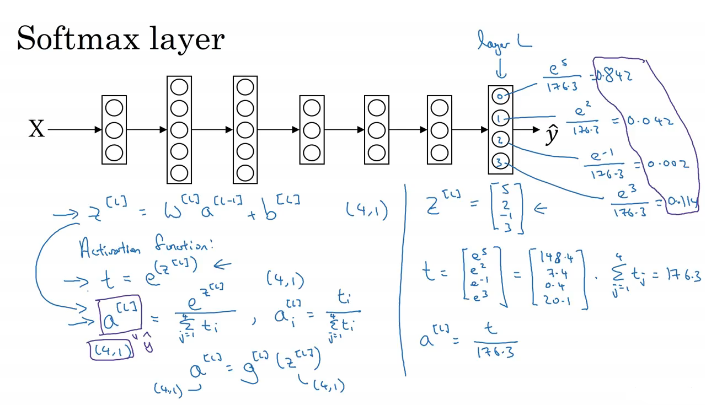 Softmax layer
layer L
X
0
1
2
3
ŷ
e^5 / 176.3 = 0.842
e^2 / 176.3 = 0.042
e^-1 / 176.3 = 0.002
e^3 / 176.3 = 0.114
→ z^[L] = W^[L] a^[L-1] + b^[L] (4,1)
Activation function:
→ t = e^(z^[L]) ← (4,1)
→ a^[L] = e^z^[L] / ∑_{j=1}^4 t_i , a_i^[L] = t_i / ∑_{j=1}^4 t_i
(4,1) ŷ
a^[L] = g^[L] (z^[L])
(4,1) (4,1)
z^[L] = [5 2 -1 3] ←
t = [e^5 e^2 e^-1 e^3] = [148.4 7.4 0.4 20.1] . ∑_{j=1}^4 t_j = 176.3
a^[L] = t / 176.3